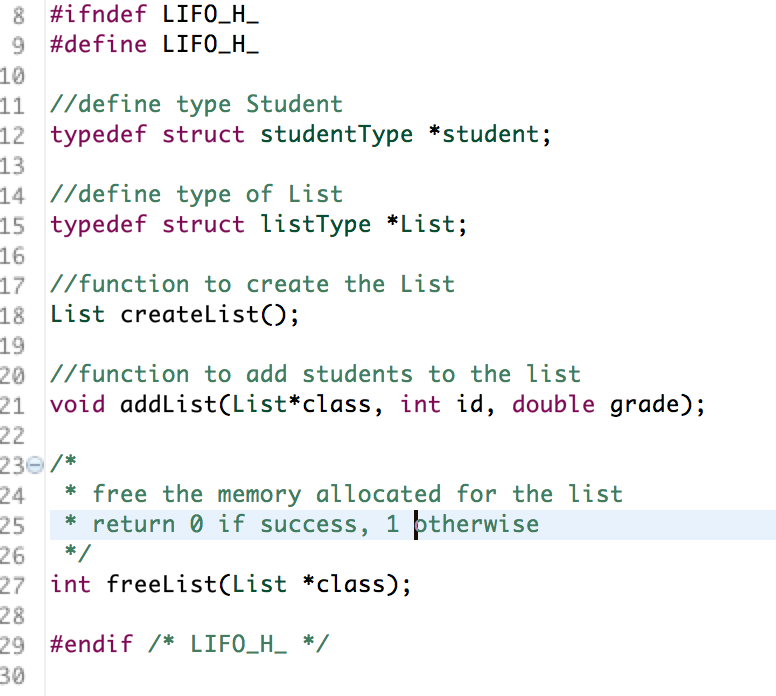 8 #ifndef LIFO_H_
9 #define LIFO_H_
10
11 //define type Student
12 typedef struct studentType *student;
13
14 //define type of List
15 typedef struct listType *List;
16
17 //function to create the List
18 List createList();
19
20 //function to add students to the list
21 void addList(List*class, int id, double grade);
22
23 /*
24  * free the memory allocated for the list
25  * return 0 if success, 1 otherwise
26  */
27 int freeList(List *class);
28
29 #endif /* LIFO_H_ */
30